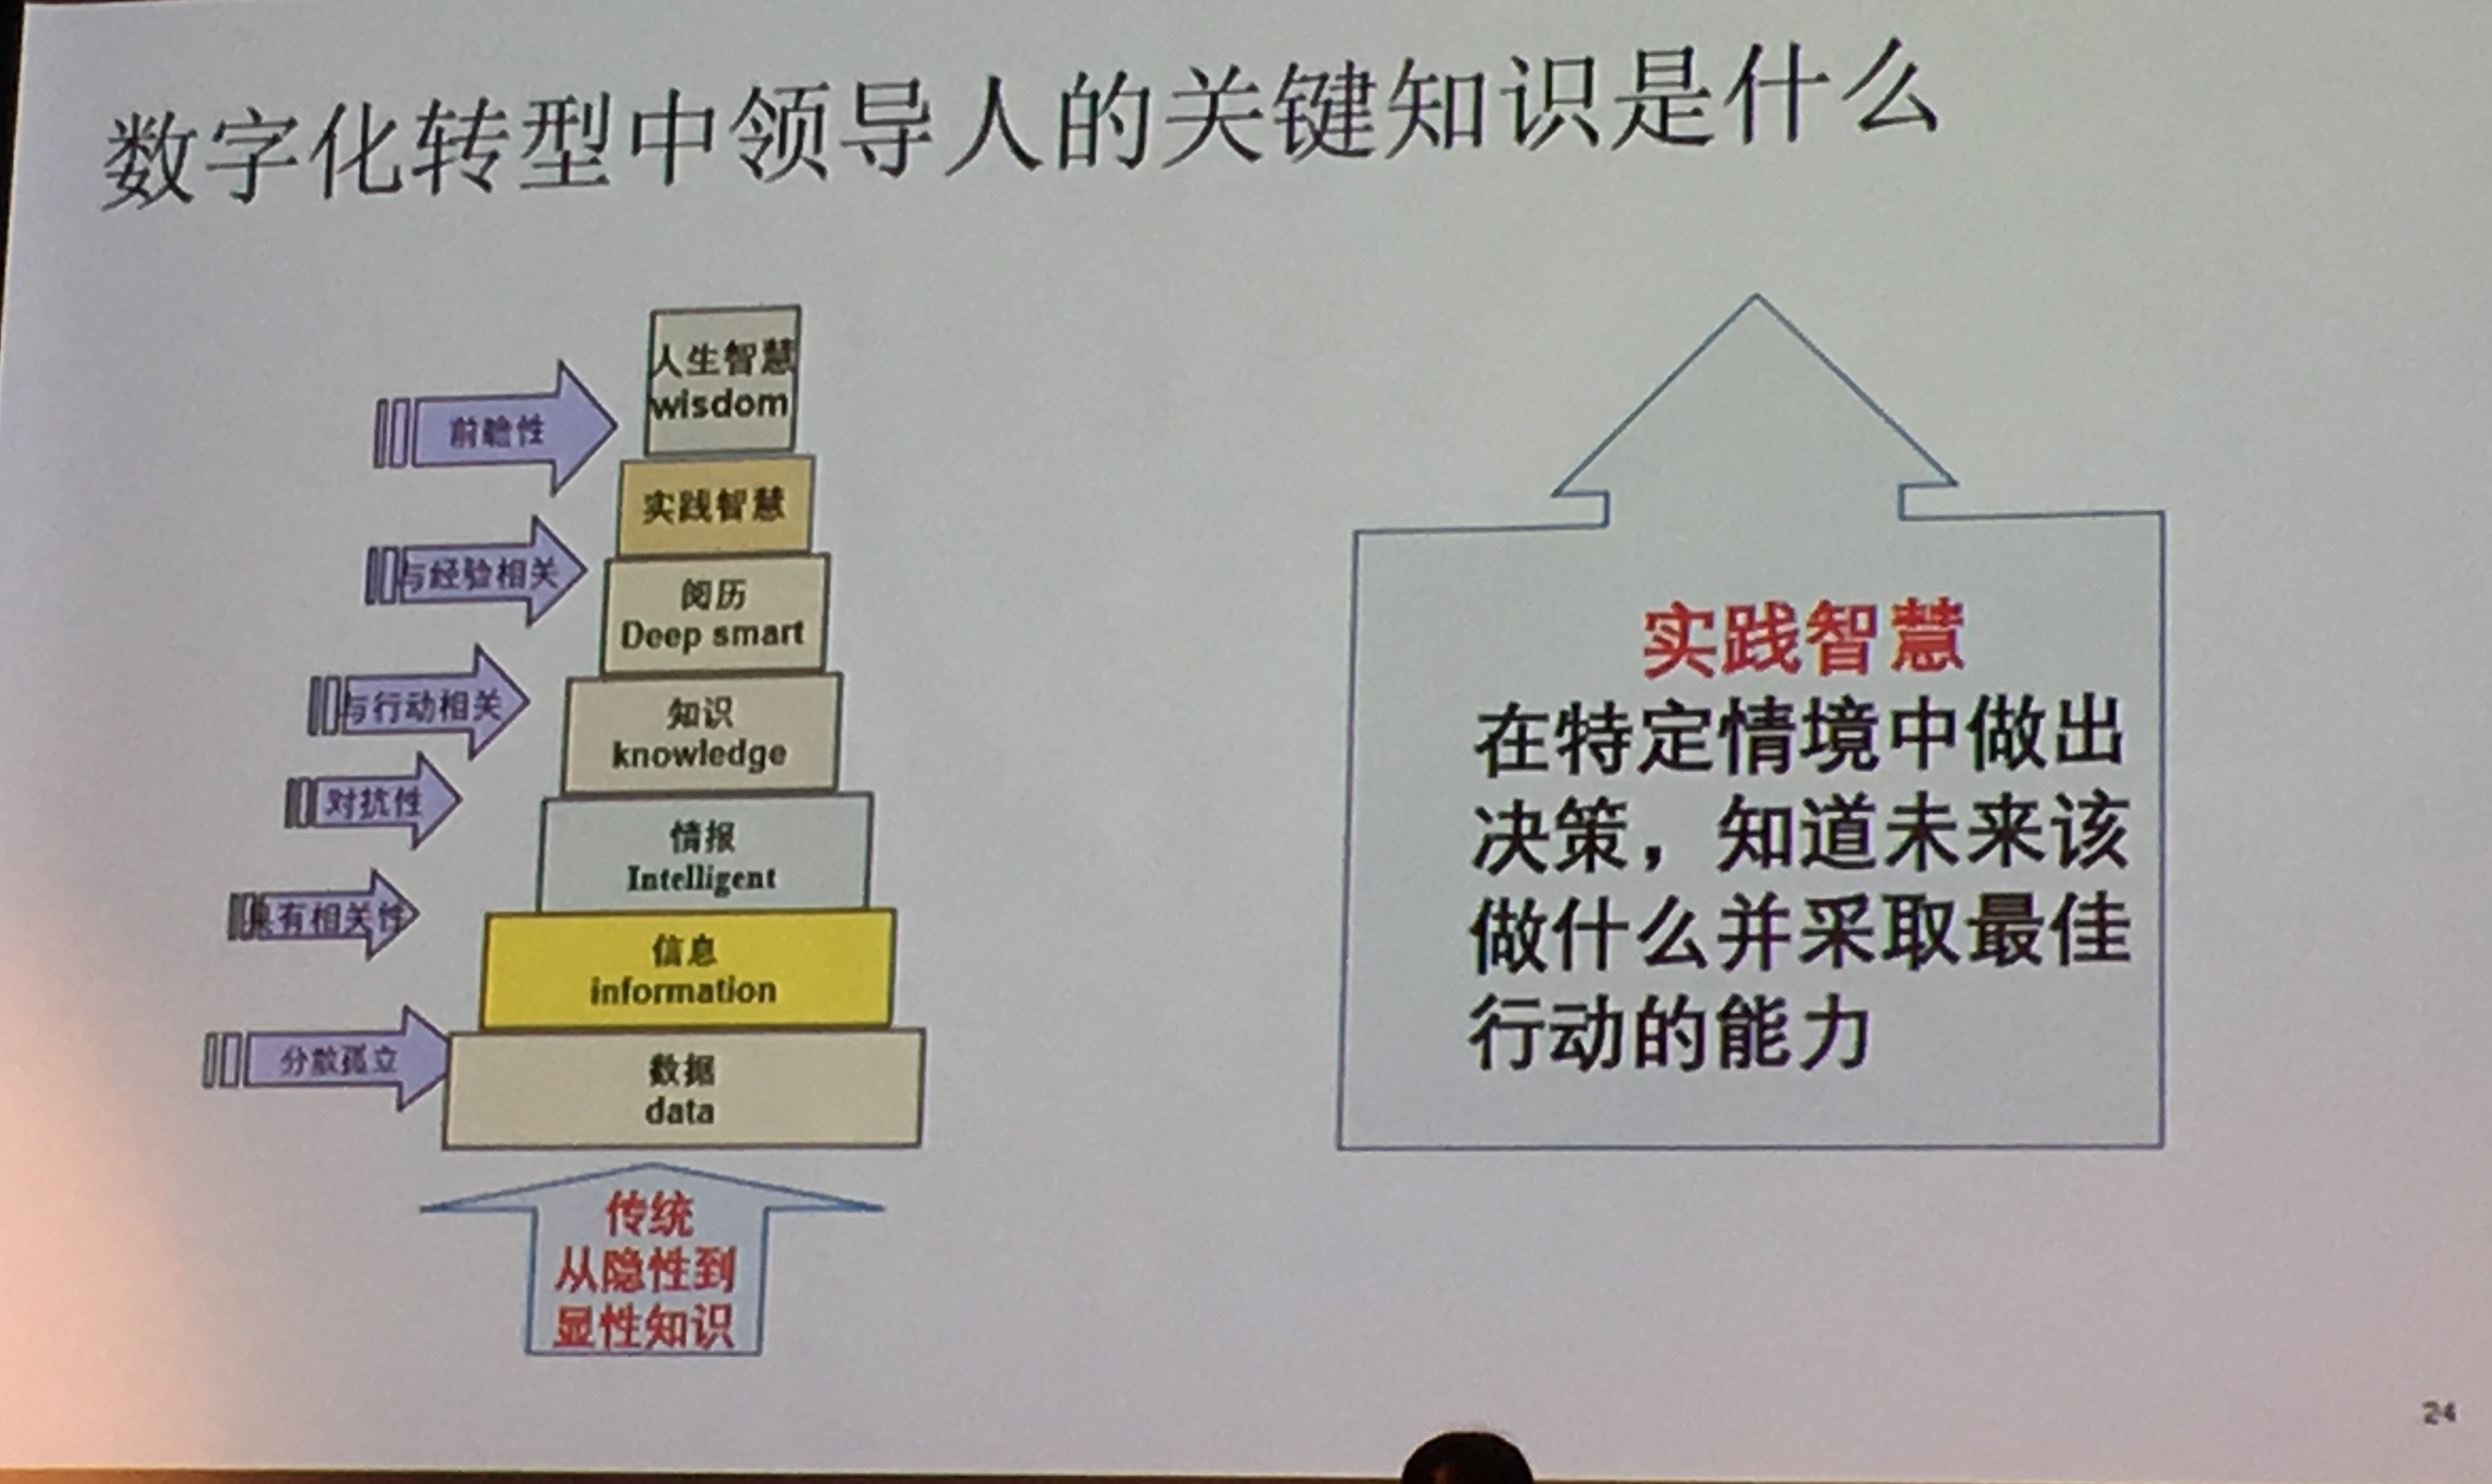 数字化转型中领导人的关键知识是什么
人生智慧
wisdom
前瞻性
实践智慧
与经验相关
阅历
Deep smart
与行动相关
知识
knowledge
对抗性
情报
Intelligent
具有相关性
信息
information
分散孤立
数据
data
传统
从隐性到
显性知识
实践智慧
在特定情境中做出
决策，知道未来该
做什么并采取最佳
行动的能力
24